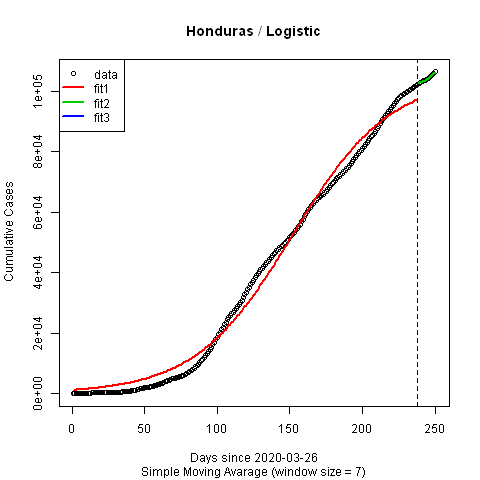 Honduras / Logistic
data
fit1
fit2
fit3
Cumulative Cases
0e+00
2e+04
4e+04
6e+04
8e+04
1e+05
0
50
100
150
200
250
Days since 2020-03-26
Simple Moving Avarage (window size = 7)